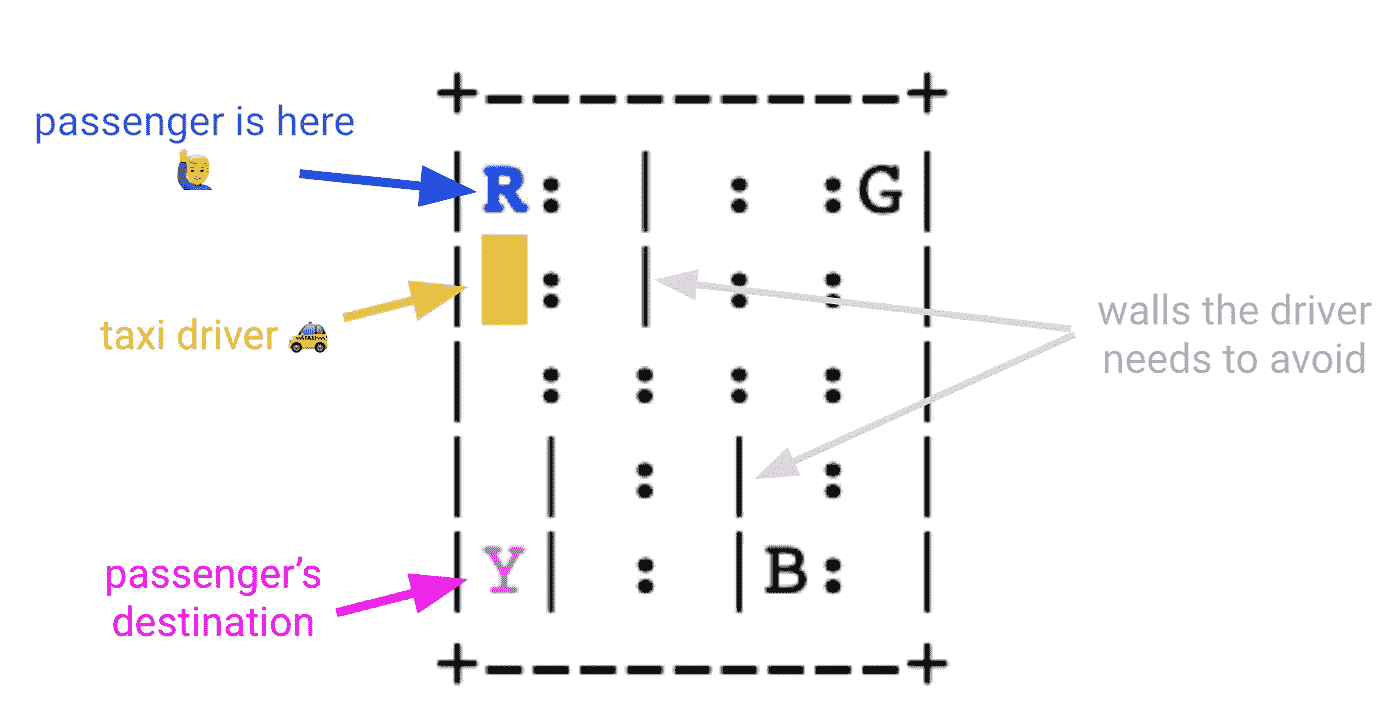 +---------+
passenger is here
|R: | : :G|
| : | : : |
taxi driver
walls the driver
needs to avoid
| : : : : |
| | : | : |
passenger’s
destination
|Y| : |B: |
+---------+